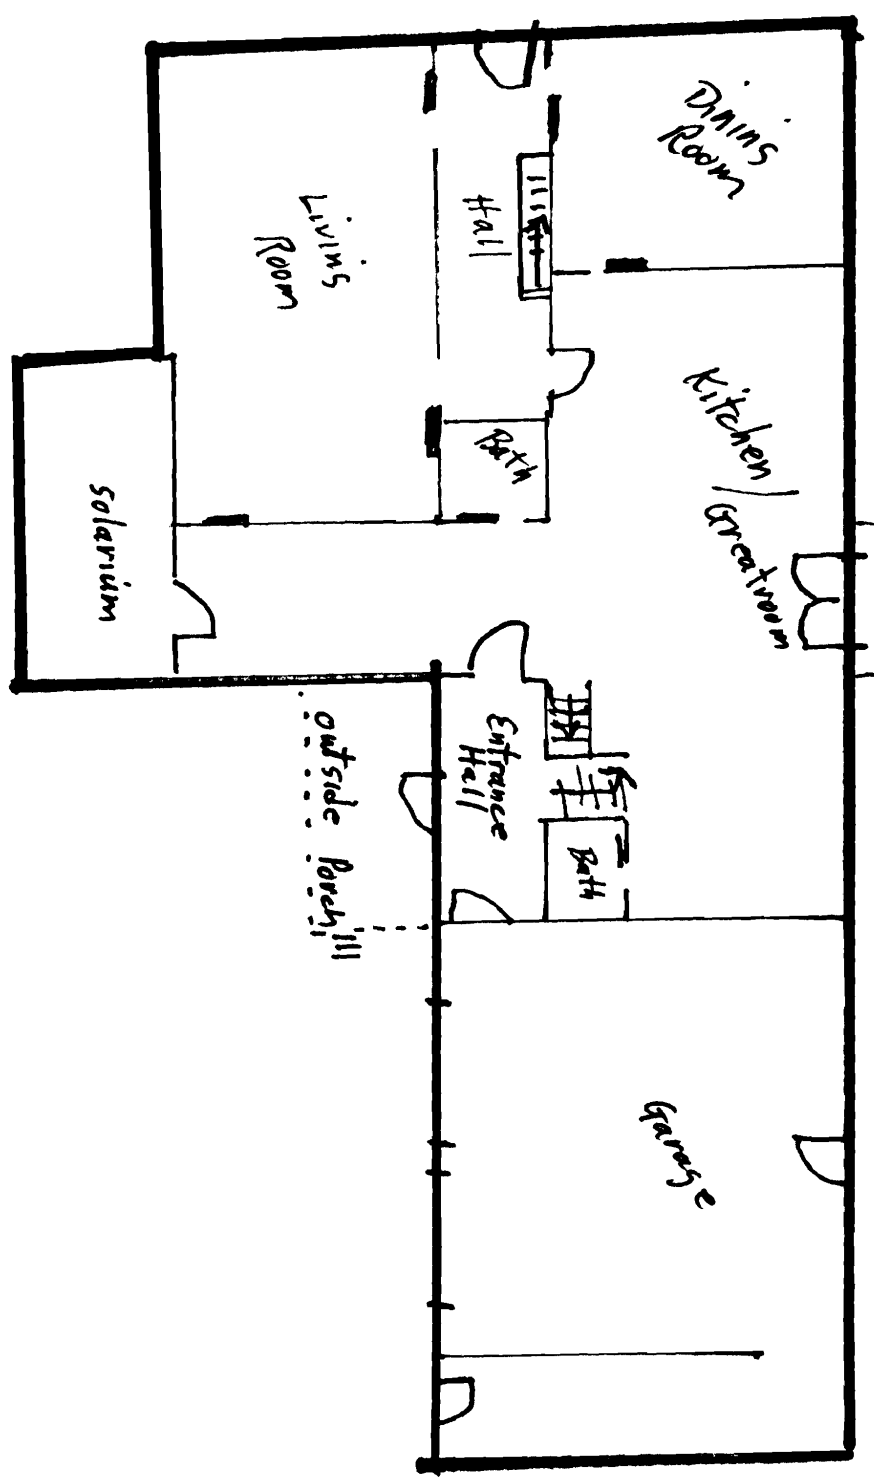 Dining
Room
Hall
Living
Room
Kitchen/
Greatroom
Bath
Solarium
Entrance
Hall
outside Porch
Bath
Garage